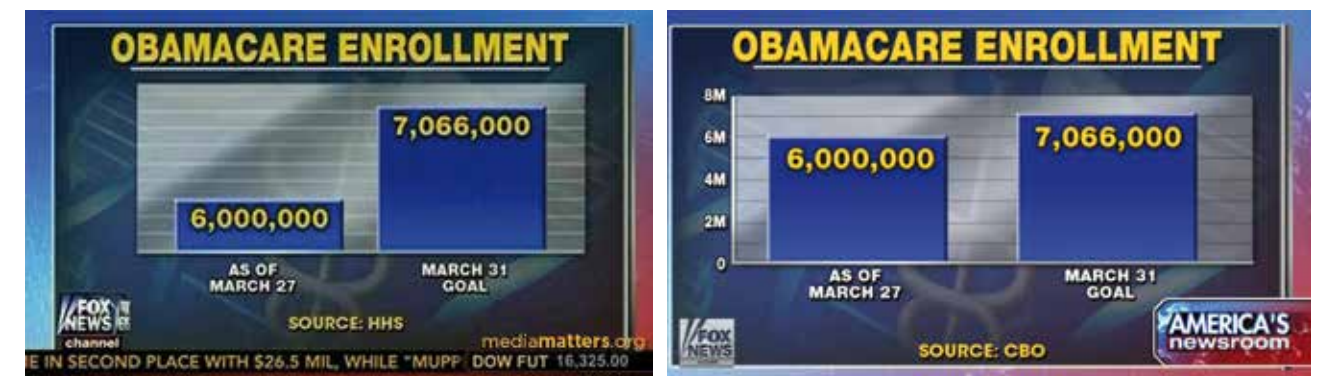 OBAMACARE ENROLLMENT
7,066,000
6,000,000
AS OF
MARCH 27
MARCH 31
GOAL
SOURCE: HHS
FOX
NEWS
channel
mediamatters.org
E IN SECOND PLACE WITH $26.5 MIL, WHILE "MUPP DOW FUT 16,325.00
OBAMACARE ENROLLMENT
8M
6M
4M
2M
0
6,000,000
7,066,000
AS OF
MARCH 27
MARCH 31
GOAL
SOURCE: CBO
FOX
NEWS
AMERICA'S
newsroom